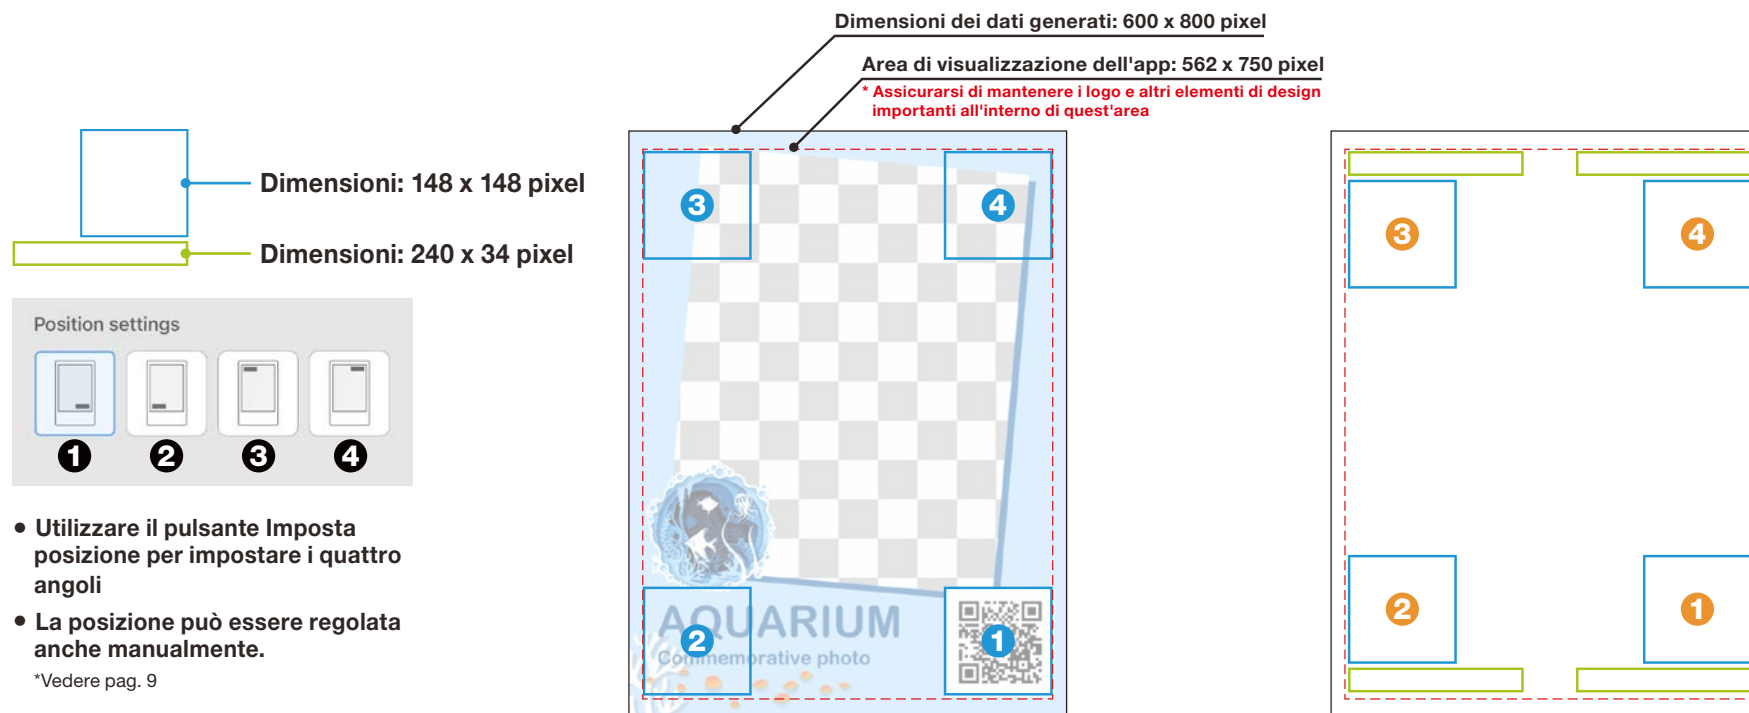 Dimensioni dei dati generati: 600 x 800 pixel
Area di visualizzazione dell'app: 562 x 750 pixel
* Assicurarsi di mantenere i logo e altri elementi di design
importanti all'interno di quest'area
Dimensioni: 148 x 148 pixel
Dimensioni: 240 x 34 pixel
Position settings
1 2 3 4
• Utilizzare il pulsante Imposta
posizione per impostare i quattro
angoli
• La posizione può essere regolata
anche manualmente.
*Vedere pag. 9
3 4
AQUARIUM
Commemorative photo
2 1
3 4
2 1